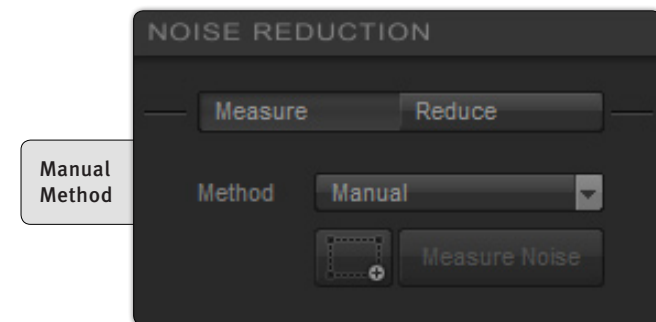 NOISE REDUCTION
Measure Reduce
Manual
Method
Method Manual
Measure Noise